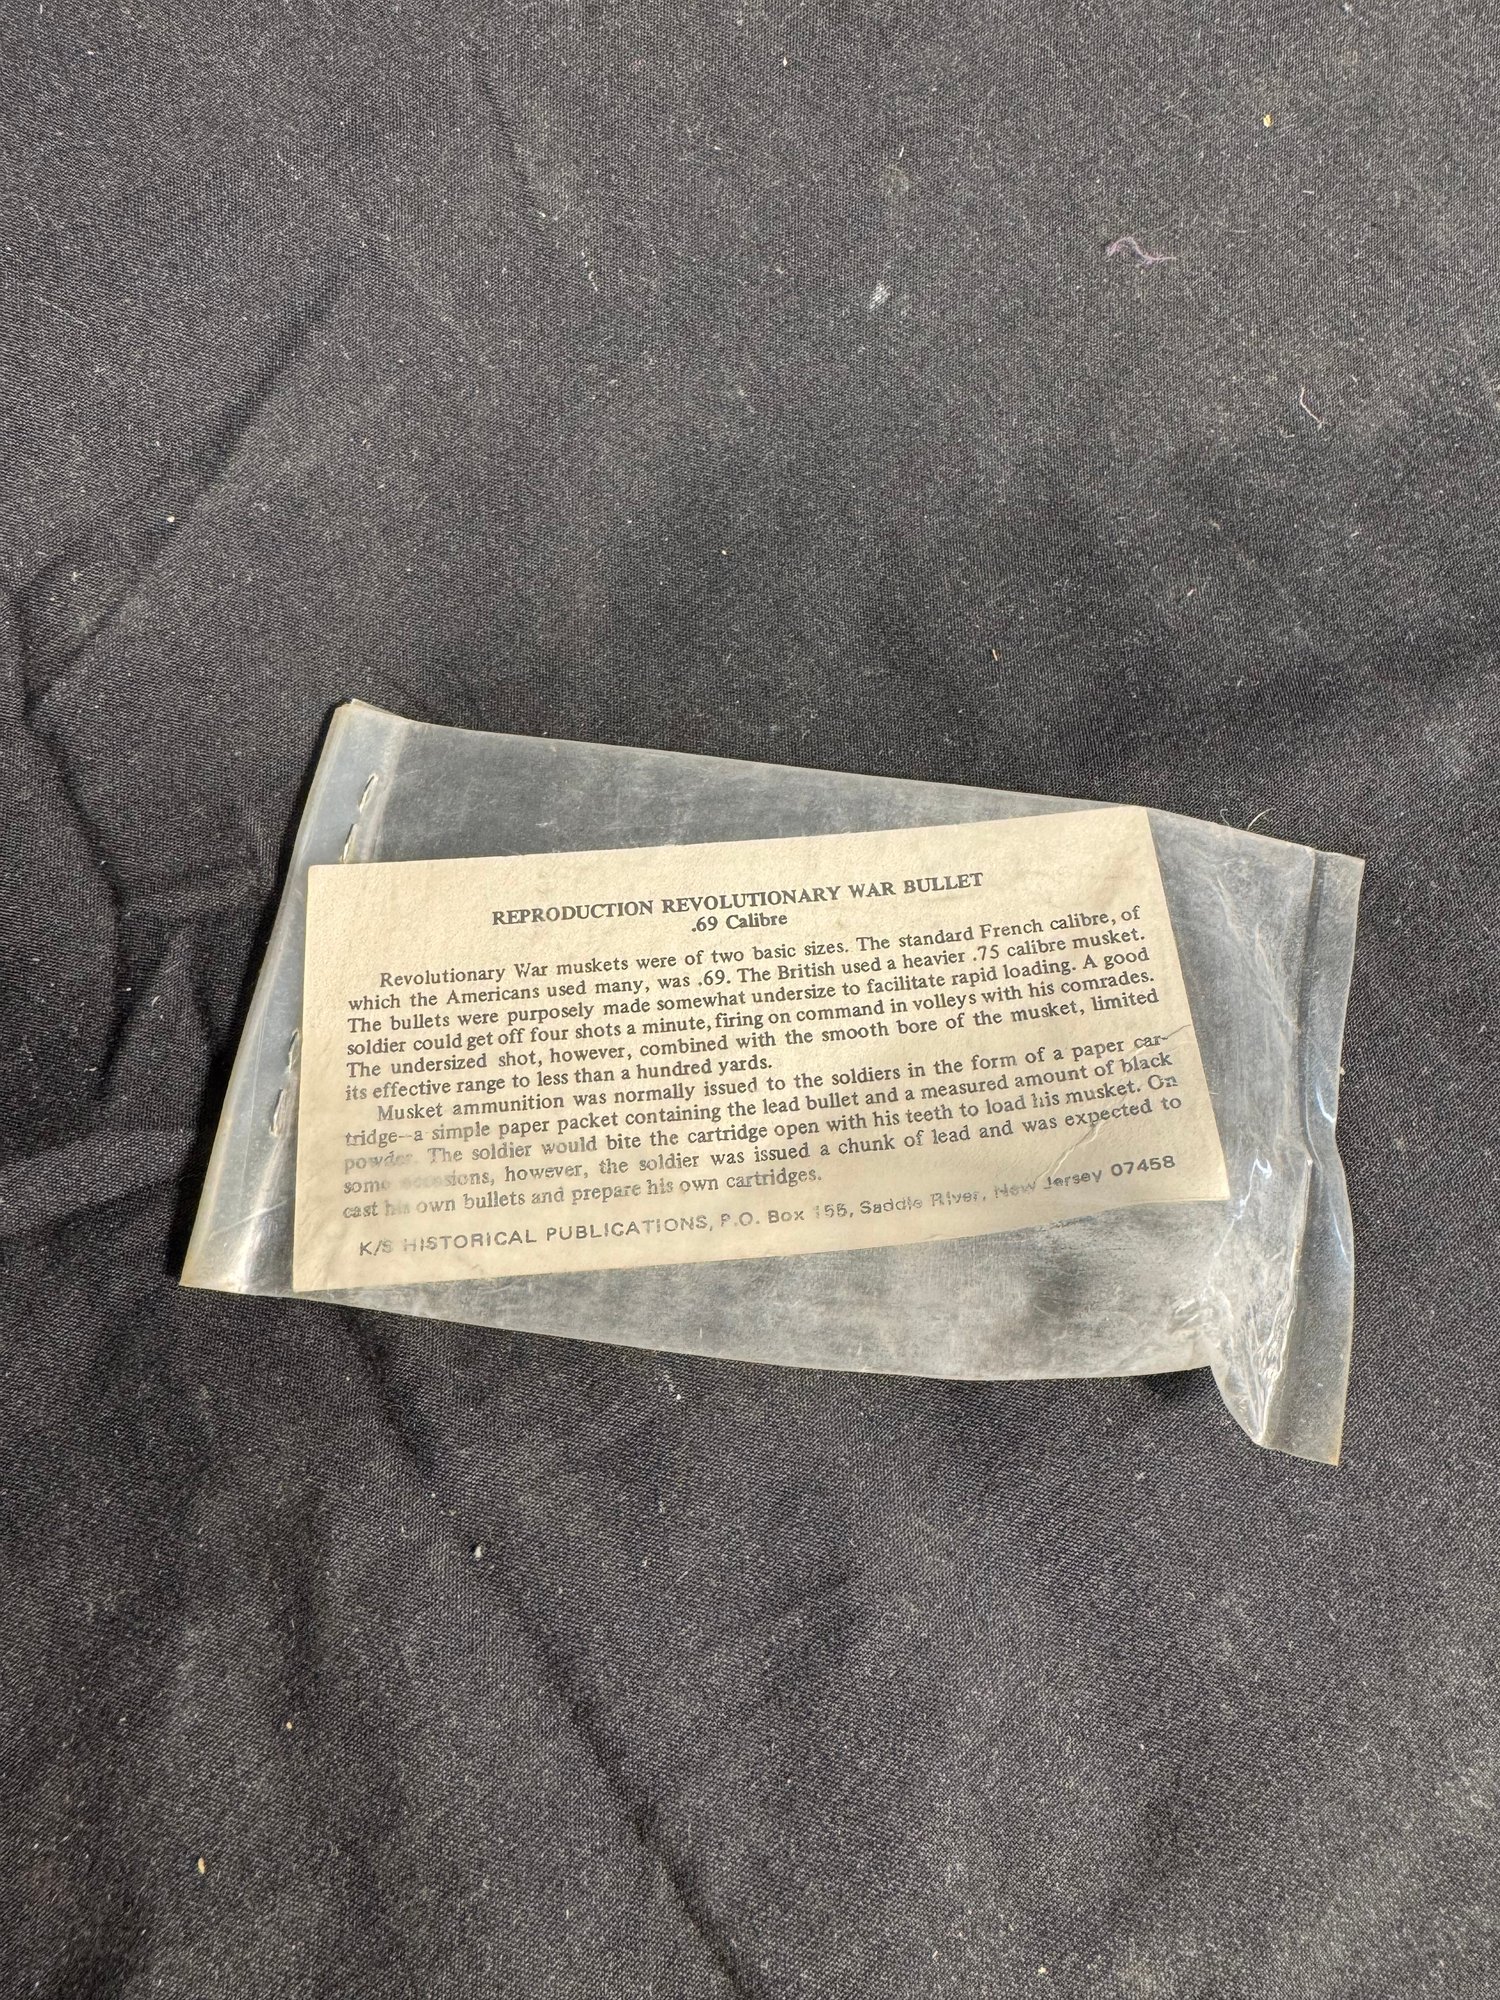 REPRODUCTION REVOLUTIONARY WAR BULLET
.69 Calibre
Revolutionary War muskets were of two basic sizes. The standard French calibre, of
which the Americans used many, was .69. The British used a heavier .75 calibre musket.
The bullets were purposely made somewhat undersize to facilitate rapid loading. A good
soldier could get off four shots a minute, firing on command in volleys with his comrades.
The undersized shot, however, combined with the smooth bore of the musket, limited
its effective range to less than a hundred yards.
Musket ammunition was normally issued to the soldiers in the form of a paper car-
tridge--a simple paper packet containing the lead bullet and a measured amount of black
powder. The soldier would bite the cartridge open with his teeth to load his musket. On
some occasions, however, the soldier was issued a chunk of lead and was expected to
cast his own bullets and prepare his own cartridges.
K/S HISTORICAL PUBLICATIONS, P.O. Box 155, Saddle River, New Jersey 07458